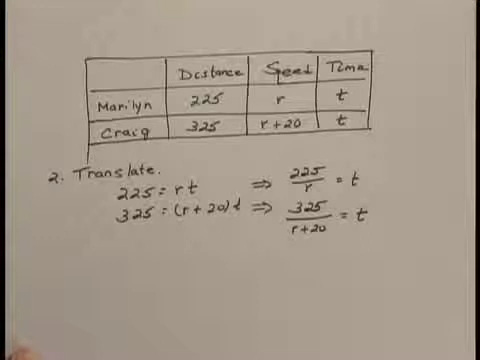 Distance Speed Time
Marilyn 225 r t
Craig 325 r+20 t
2. Translate.
225 = rt ⇒ 225/r = t
325 = (r+20)t ⇒ 325/(r+20) = t